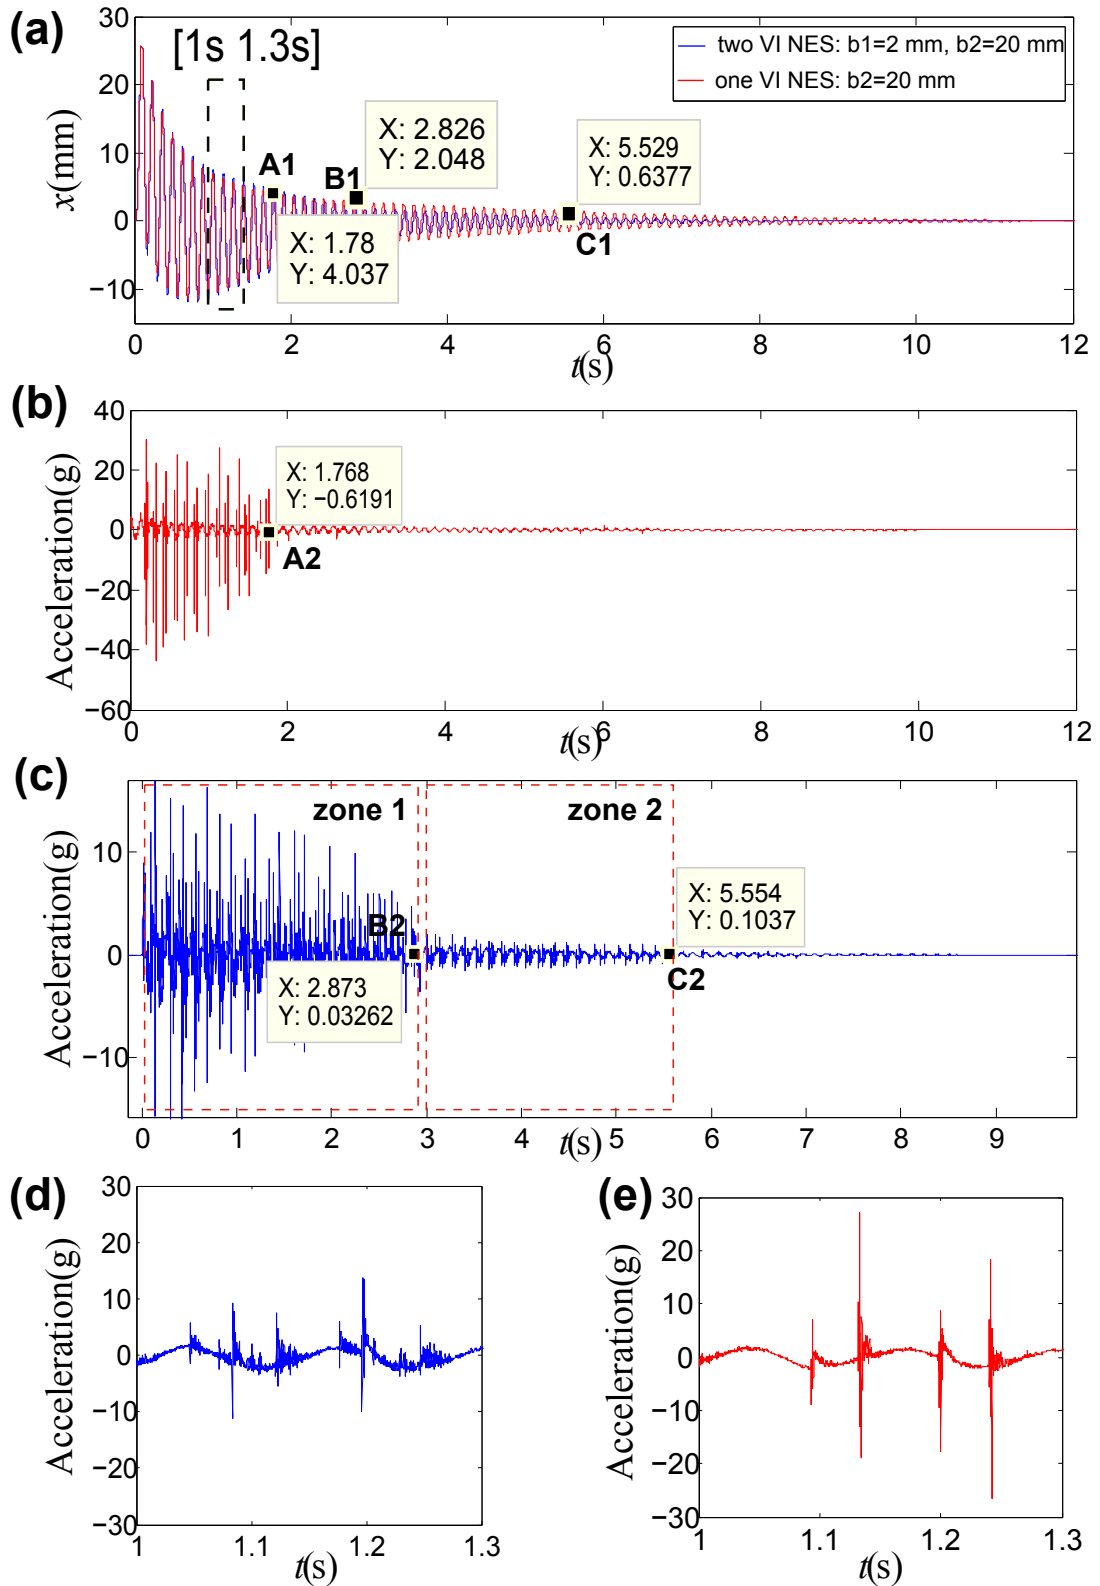 (a)
30
20
10
0
−10
x(mm)
[1s 1.3s]
two VI NES: b1=2 mm, b2=20 mm
one VI NES: b2=20 mm
X: 2.826
Y: 2.048
X: 5.529
Y: 0.6377
A1
B1
X: 1.78
Y: 4.037
C1
0 2 4 6 8 10 12
t(s)
(b)
40
20
0
−20
−40
−60
Acceleration(g)
X: 1.768
Y: −0.6191
A2
0 2 4 6 8 10 12
t(s)
(c)
10
0
−10
Acceleration(g)
zone 1
zone 2
B2
X: 2.873
Y: 0.03262
X: 5.554
Y: 0.1037
C2
0 1 2 3 4 5 6 7 8 9
t(s)
(d)
30
20
10
0
−10
−20
−30
Acceleration(g)
1 1.1 1.2 1.3
t(s)
(e)
30
20
10
0
−10
−20
−30
Acceleration(g)
1 1.1 1.2 1.3
t(s)